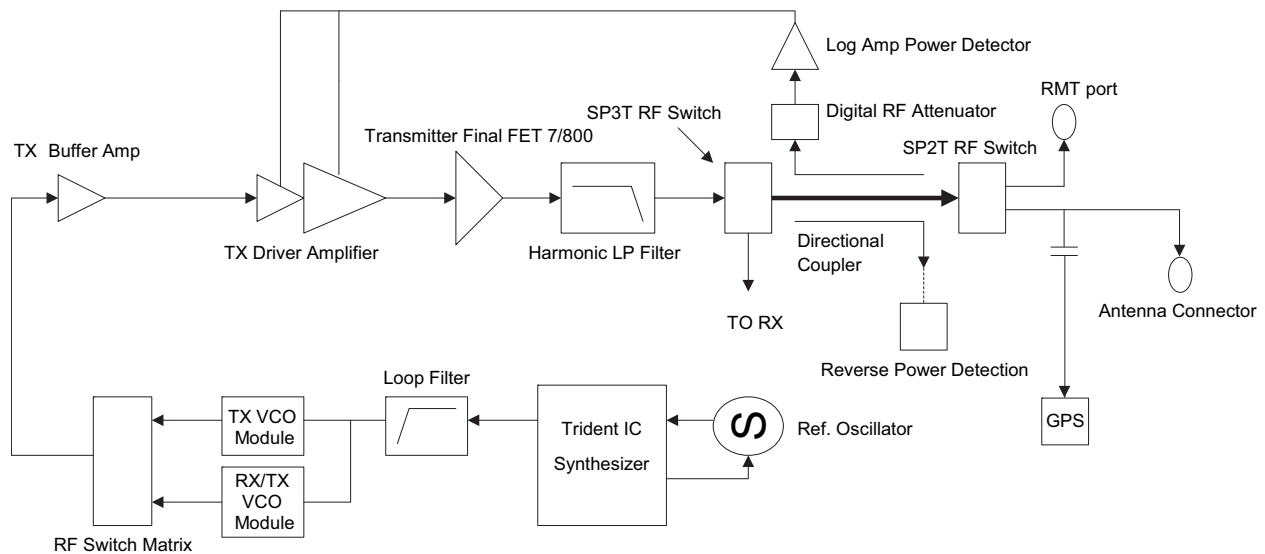 Log Amp Power Detector
RMT port
SP3T RF Switch
Digital RF Attenuator
Transmitter Final FET 7/800
SP2T RF Switch
TX Buffer Amp
TX Driver Amplifier
Harmonic LP Filter
Directional
Coupler
TO RX
Antenna Connector
Reverse Power Detection
Loop Filter
GPS
TX VCO
Module
Trident IC
Synthesizer
S
Ref. Oscillator
RX/TX
VCO
Module
RF Switch Matrix